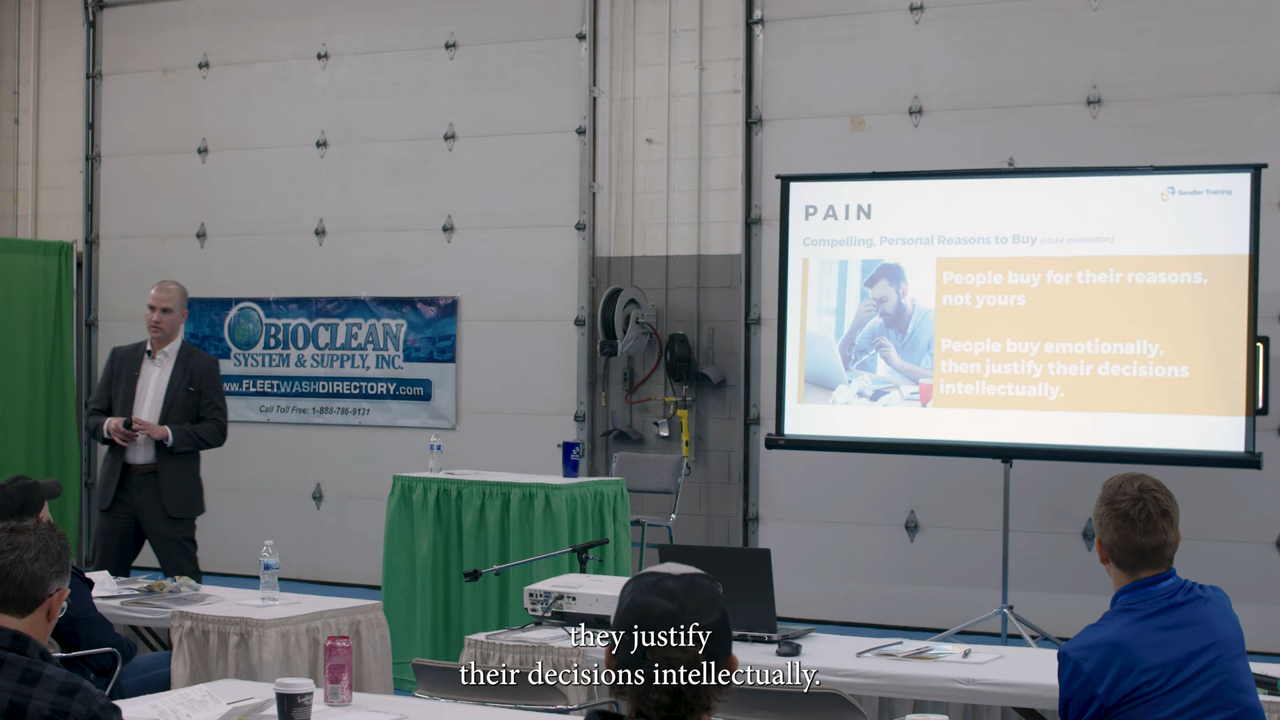 Sandler Training
PAIN
Compelling, Personal Reasons to Buy (stake motivation)
People buy for their reasons,
not yours
People buy emotionally,
then justify their decisions
intellectually.
BIOCLEAN
SYSTEM & SUPPLY, INC.
www.FLEETWASHDIRECTORY.com
Call Toll Free: 1-888-786-9131
they justify
their decisions intellectually.